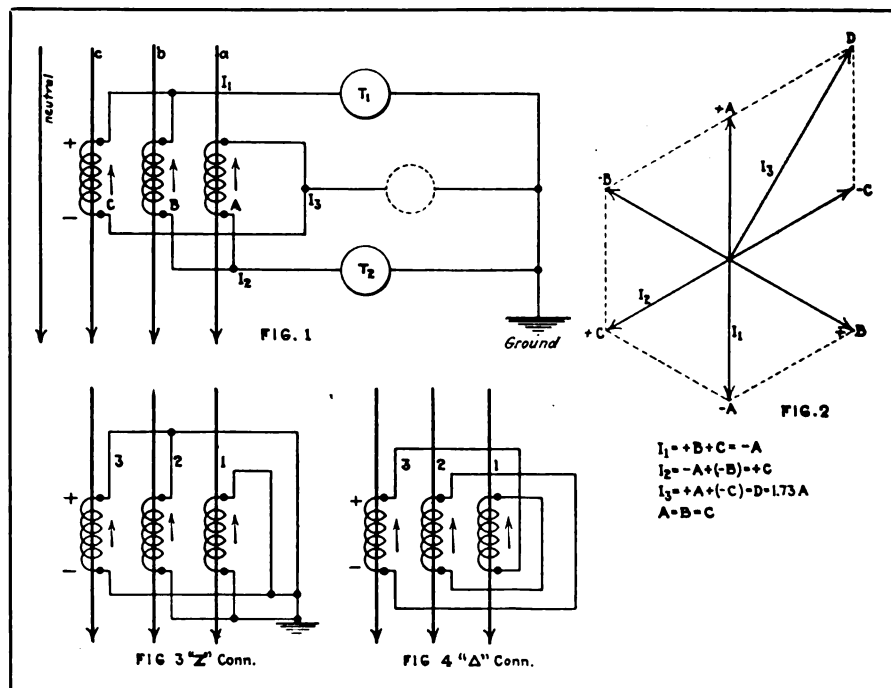 neutral
c
b
a
I₁
T₁
+
−
C
B
A
I₃
I₂
T₂
FIG. 1
Ground
D
+A
-B
I₃
-C
I₂
+C
I₁
+B
-A
FIG.2
I₁=+B+C=-A
I₂=-A+(-B)=+C
I₃=+A+(-C)=D=1.73A
A=B=C
3
2
1
+
−
FIG 3 "Z" Conn.
3
2
1
+
−
FIG 4 "Δ" Conn.